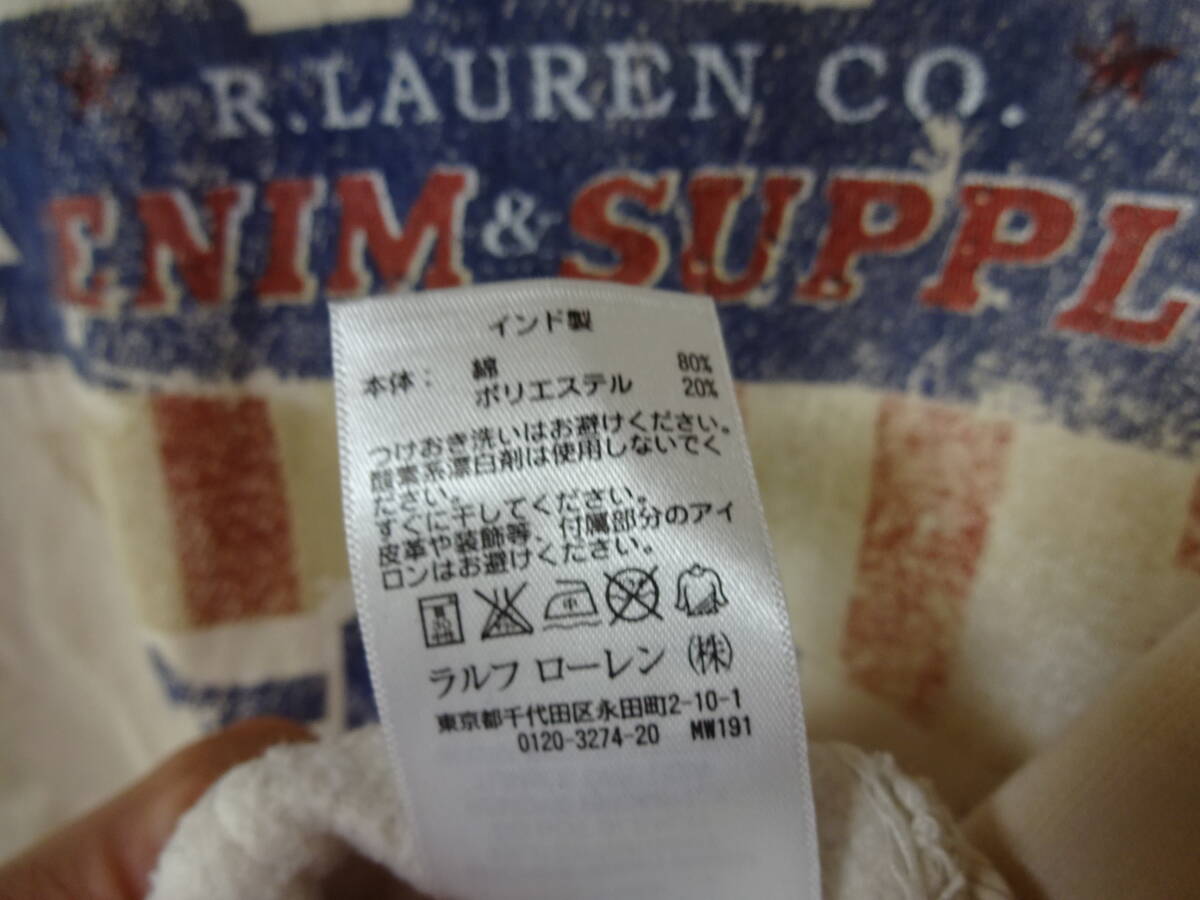 R.LAUREN CO.
ENIM & SUPPL
インド製
本体： 綿 80%
ポリエステル 20%
つけおき洗いはお避けください。
酸素系漂白剤は使用しないでく
ださい。
すぐに干してください。
皮革や装飾等、付属部分のアイ
ロンはお避けください。
中
ラルフ ローレン (株)
東京都千代田区永田町2-10-1
0120-3274-20 MW191